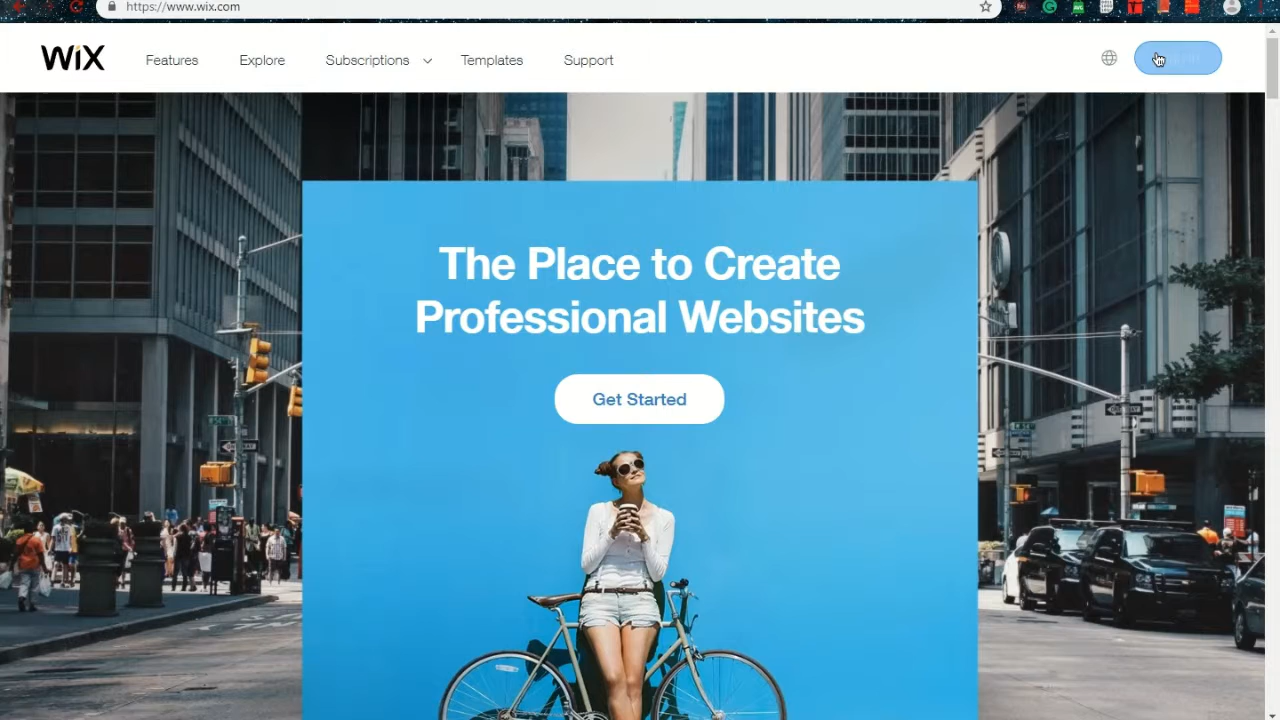 https://www.wix.com
WiX
Features
Explore
Subscriptions
Templates
Support
The Place to Create
Professional Websites
Get Started